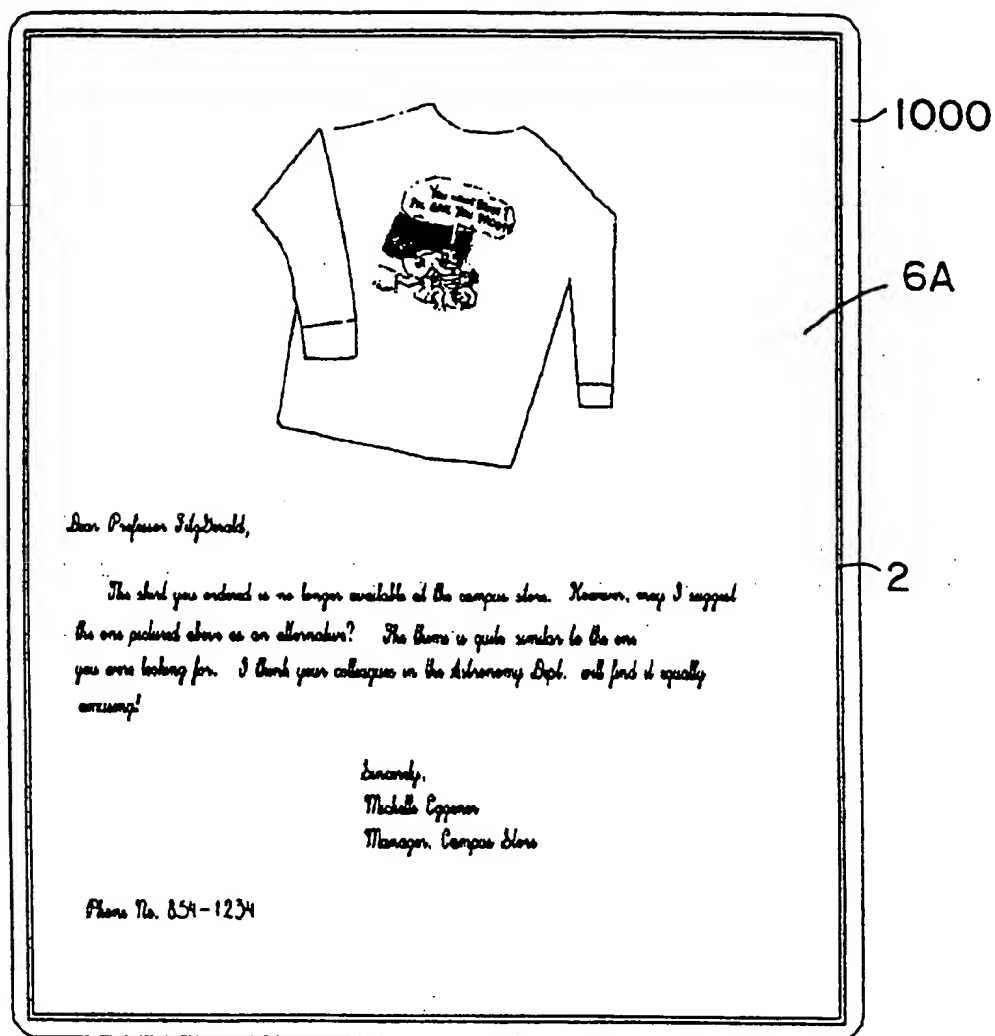 1000
6A
2
Dear Professor FitzGerald,
The shirt you ordered is no longer available at the campus store. However, may I suggest
the one pictured above as an alternative? The theme is quite similar to the one
you were looking for. I think your colleagues in the Astronomy Dept. will find it equally
amusing!
Sincerely,
Michelle
Manager, Campus Store
Phone No. 854-1234